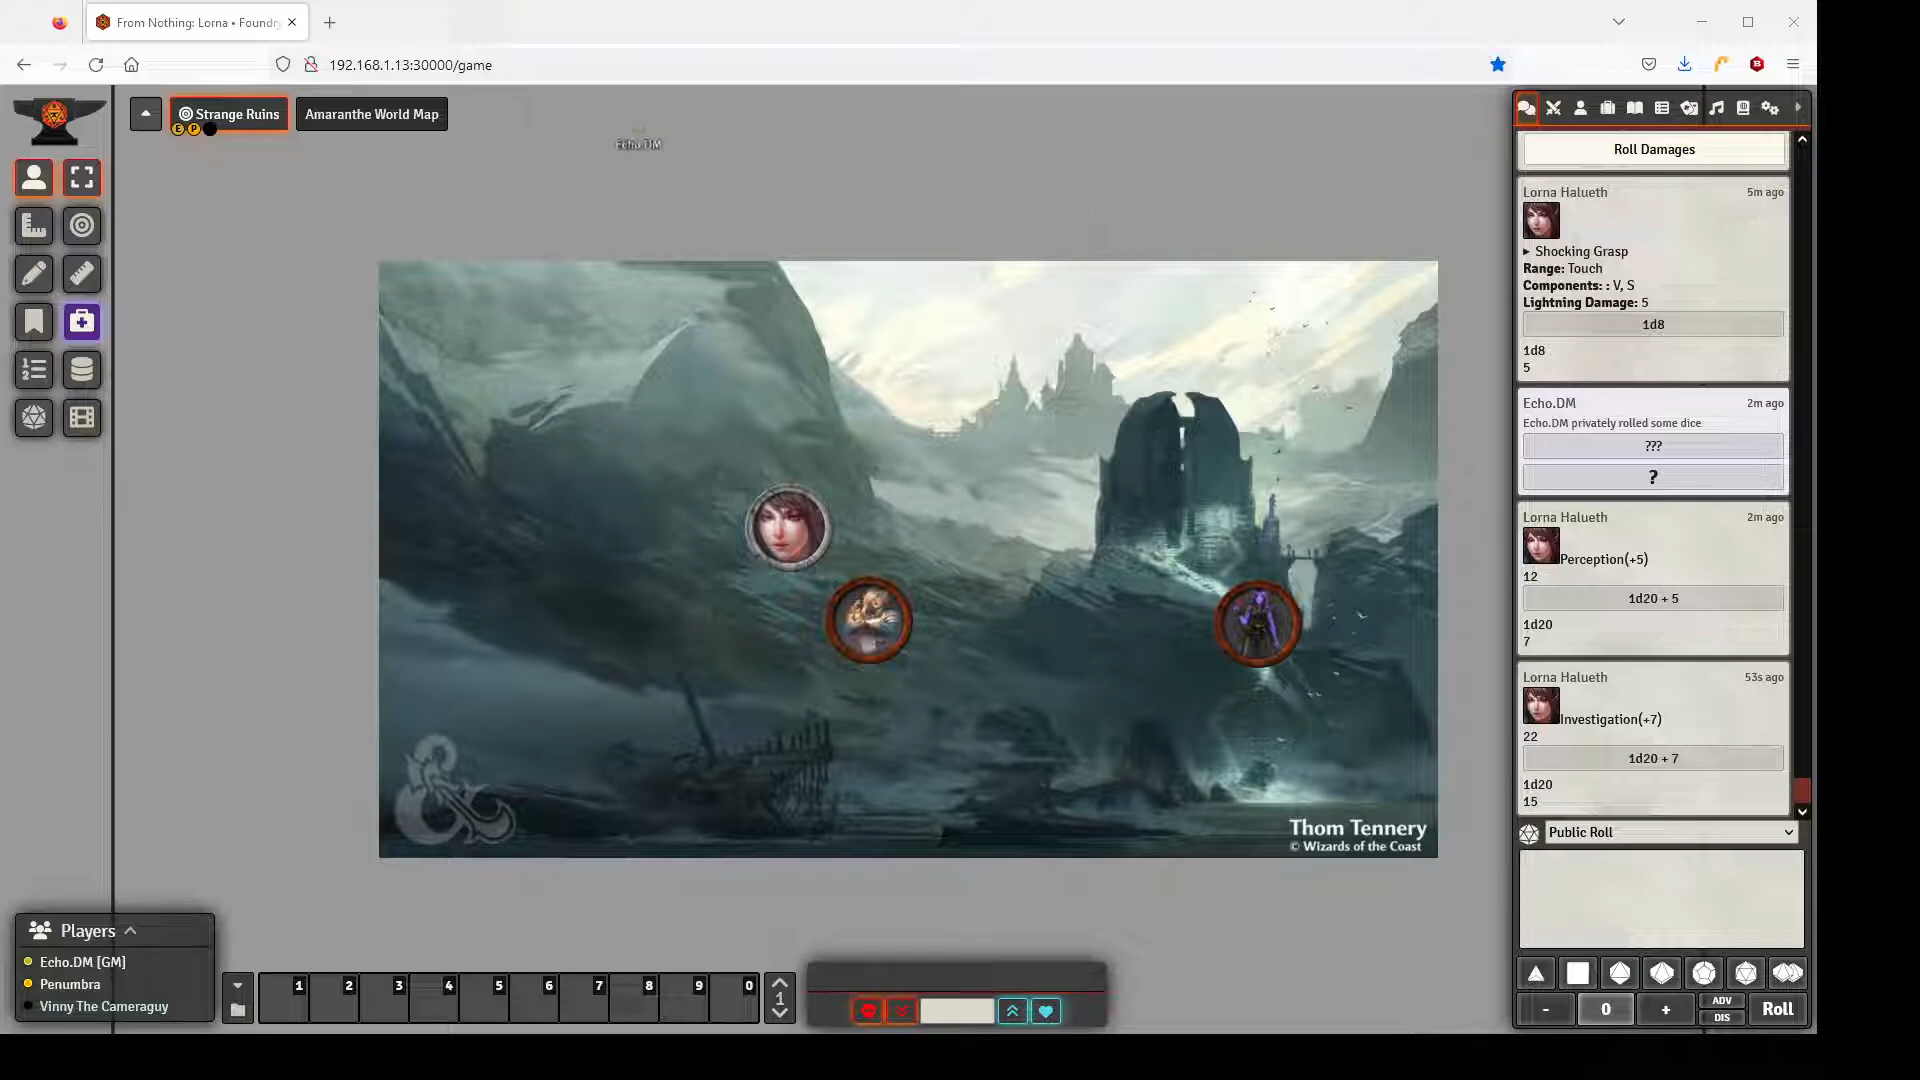 From Nothing: Lorna • Foundry
192.168.1.13:30000/game
Strange Ruins
Amaranthe World Map
E P
Echo.DM
Roll Damages
Lorna Halueth 5m ago
Shocking Grasp
Range: Touch
Components: : V, S
Lightning Damage: 5
1d8
1d8
5
Echo.DM 2m ago
Echo.DM privately rolled some dice
???
?
Lorna Halueth 2m ago
Perception(+5)
12
1d20 + 5
1d20
7
Lorna Halueth 53s ago
Investigation(+7)
22
1d20 + 7
1d20
15
Thom Tennery
© Wizards of the Coast
Public Roll
Players
Echo.DM [GM]
Penumbra
Vinny The Cameraguy
1 2 3 4 5 6 7 8 9 0
1
- 0 + ADV DIS Roll